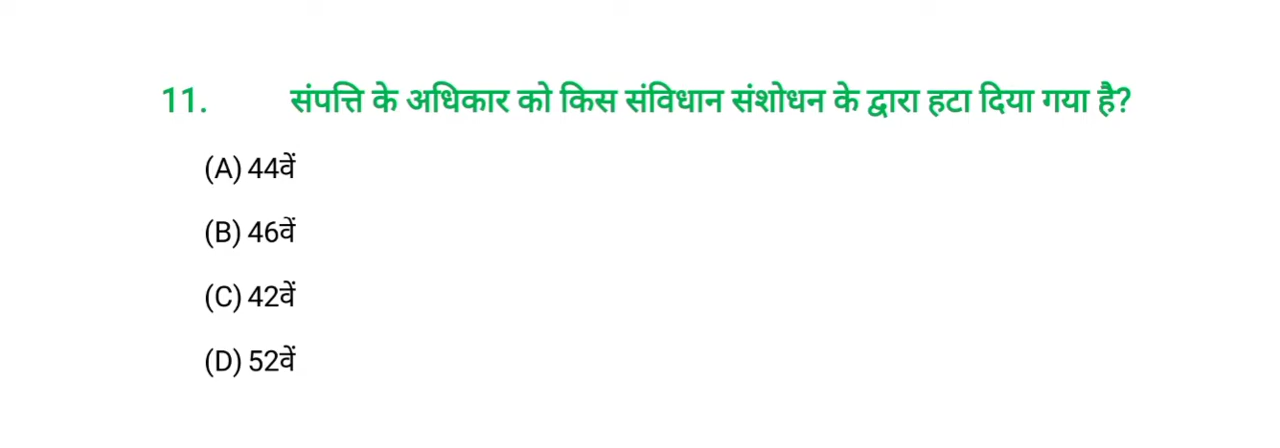 11. संपत्ति के अधिकार को किस संविधान संशोधन के द्वारा हटा दिया गया है?
(A) 44वें
(B) 46वें
(C) 42वें
(D) 52वें